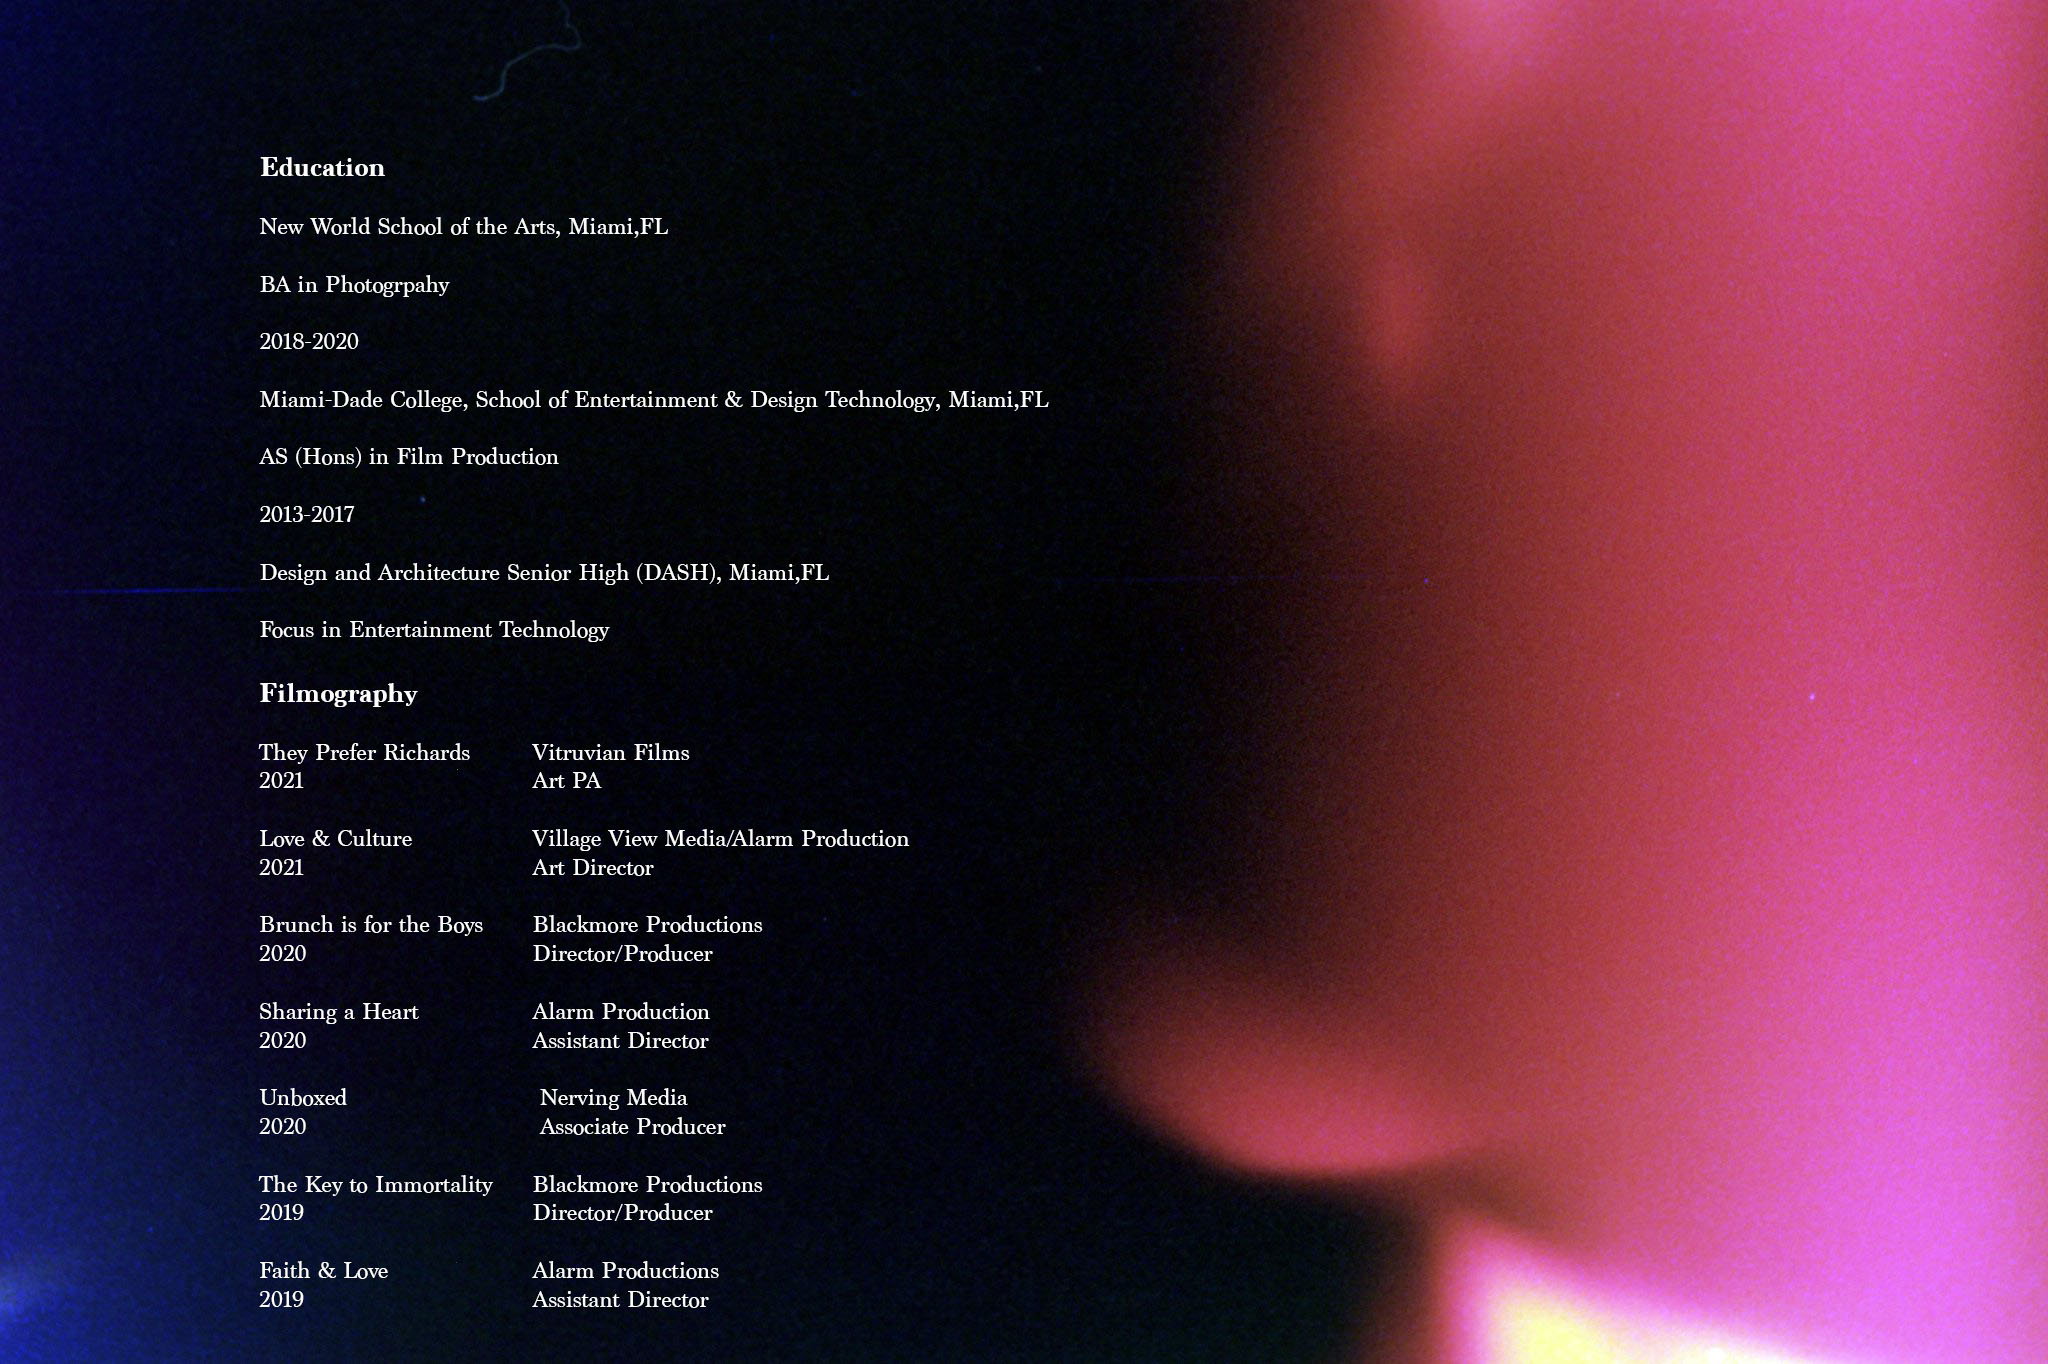 Education
New World School of the Arts, Miami,FL
BA in Photogrpahy
2018-2020
Miami-Dade College, School of Entertainment & Design Technology, Miami,FL
AS (Hons) in Film Production
2013-2017
Design and Architecture Senior High (DASH), Miami,FL
Focus in Entertainment Technology
Filmography
They Prefer Richards Vitruvian Films
2021 Art PA
Love & Culture Village View Media/Alarm Production
2021 Art Director
Brunch is for the Boys Blackmore Productions
2020 Director/Producer
Sharing a Heart Alarm Production
2020 Assistant Director
Unboxed Nerving Media
2020 Associate Producer
The Key to Immortality Blackmore Productions
2019 Director/Producer
Faith & Love Alarm Productions
2019 Assistant Director